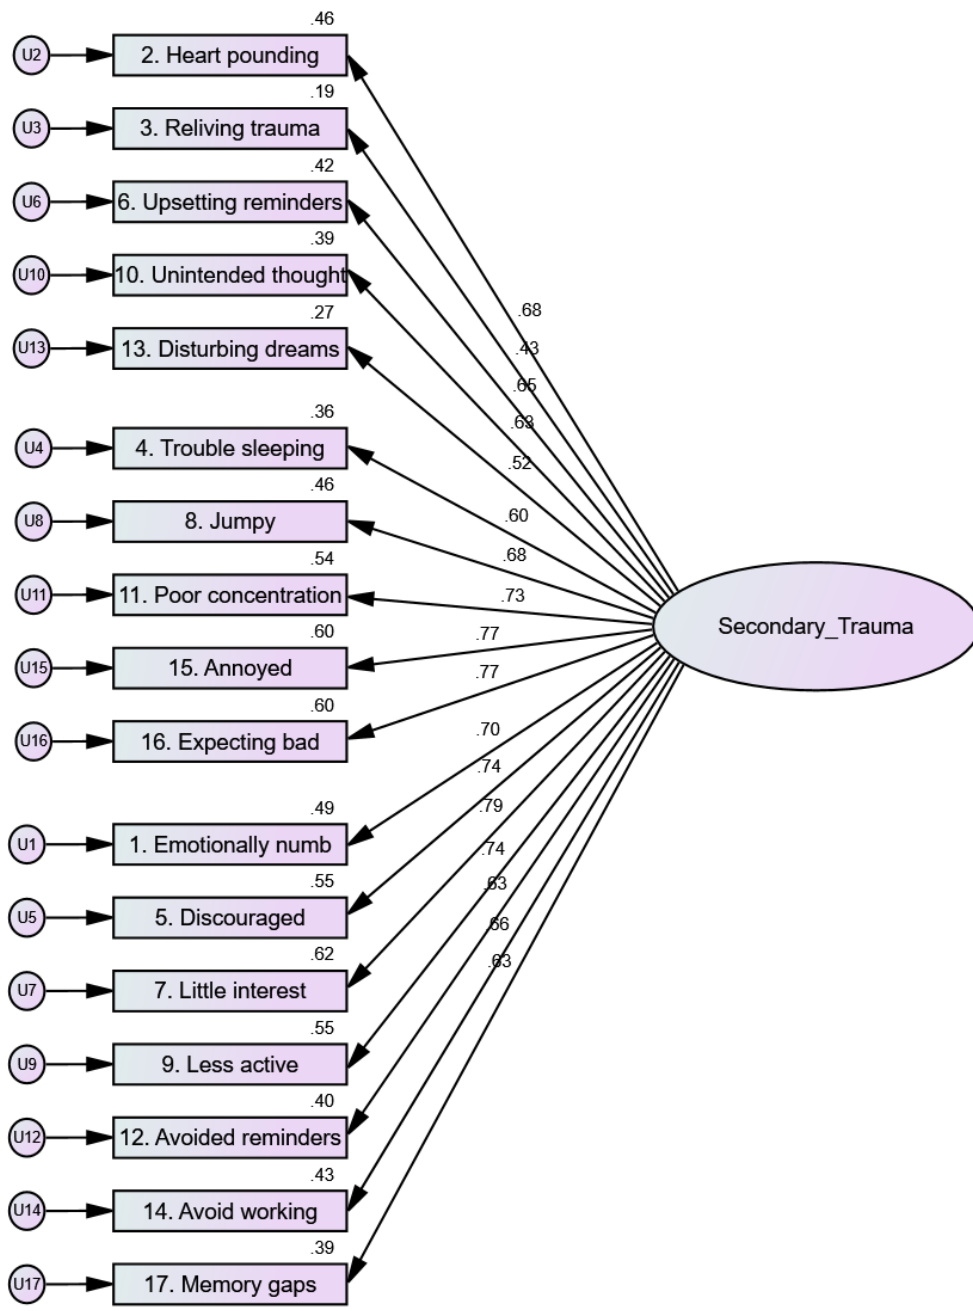 .46
U2
2. Heart pounding
.19
U3
3. Reliving trauma
.42
U6
6. Upsetting reminders
.39
U10
10. Unintended thought
.27
U13
13. Disturbing dreams
.36
U4
4. Trouble sleeping
.46
U8
8. Jumpy
.54
U11
11. Poor concentration
.60
U15
15. Annoyed
.60
U16
16. Expecting bad
.49
U1
1. Emotionally numb
.55
U5
5. Discouraged
.62
U7
7. Little interest
.55
U9
9. Less active
.40
U12
12. Avoided reminders
.43
U14
14. Avoid working
.39
U17
17. Memory gaps
.68
.43
.65
.63
.52
.60
.68
.73
.77
.77
.70
.74
.79
.74
.63
.66
.63
Secondary_Trauma